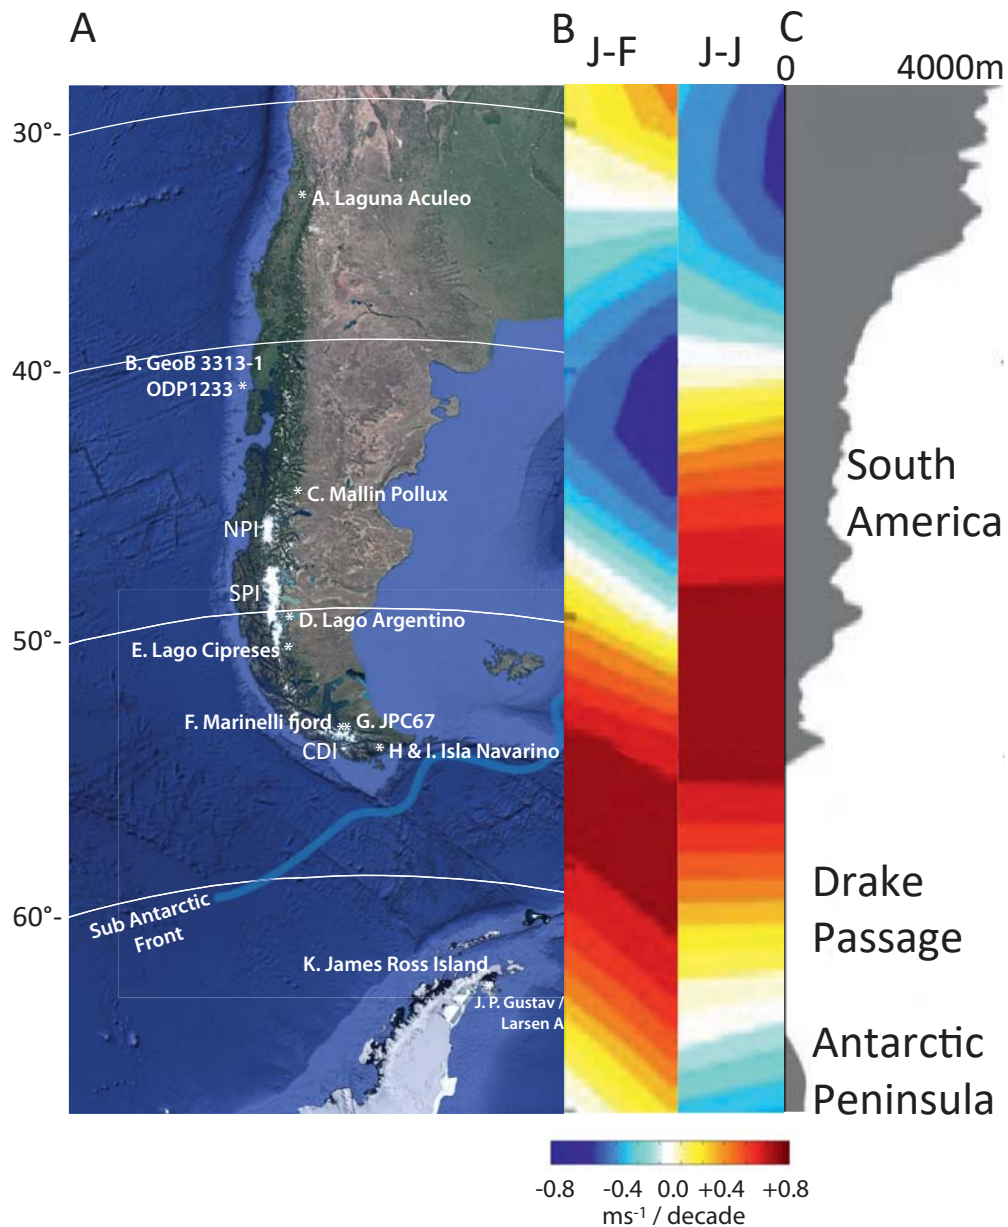 A
B
C
J-F
J-J
0
4000m
30°-
* A. Laguna Aculeo
40°-
B. GeoB 3313-1
ODP1233 *
* C. Mallin Pollux
South
America
NPI
SPI
* D. Lago Argentino
50°-
E. Lago Cipreses *
F. Marinelli fjord ** G. JPC67
CDI
* H & I. Isla Navarino
60°-
Sub Antarctic
Front
Drake
Passage
K. James Ross Island
*
J. P. Gustav /
Larsen A
Antarctic
Peninsula
-0.8
-0.4
0.0
+0.4
+0.8
ms⁻¹ / decade